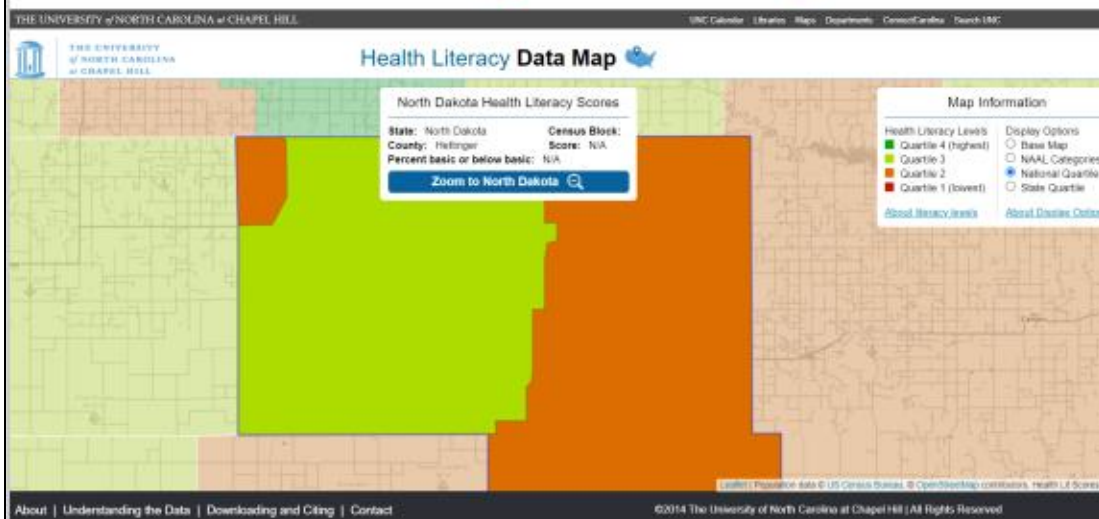 THE UNIVERSITY of NORTH CAROLINA at CHAPEL HILL
UNC Calendar Libraries Maps Departments ConnectCarolina Search UNC
THE UNIVERSITY
of NORTH CAROLINA
at CHAPEL HILL
Health Literacy Data Map
North Dakota Health Literacy Scores
State: North Dakota Census Block:
County: Hettinger Score: N/A
Percent basic or below basic: N/A
Zoom to North Dakota
Map Information
Health Literacy Levels
Quartile 4 (highest)
Quartile 3
Quartile 2
Quartile 1 (lowest)
About literacy levels
Display Options
Base Map
NAAL Categories
National Quartile
State Quartile
About Display Option
Leaflet | Population data © US Census Bureau, © OpenStreetMap contributors, Health Lit Scores
About | Understanding the Data | Downloading and Citing | Contact
©2014 The University of North Carolina at Chapel Hill | All Rights Reserved